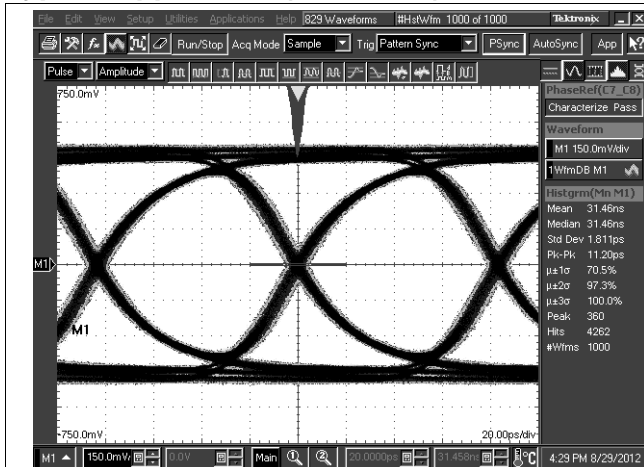 File Edit View Setup Utilities Applications Help 829 Waveforms #HstWfm 1000 of 1000 Tektronix
Run/Stop Acq Mode Sample Trig Pattern Sync PSync AutoSync App
Pulse Amplitude
750.0mV
PhaseRef(C7_C8)
Characterize Pass
Waveform
M1 150.0mV/div
1 WfmDB M1
Histgrm(Mn M1)
Mean 31.46ns
Median 31.46ns
Std Dev 1.811ps
Pk-Pk 11.20ps
µ±1σ 70.5%
µ±2σ 97.3%
µ±3σ 100.0%
Peak 360
Hits 4262
#Wfms 1000
M1
M1
-750.0mV
20.00ps/div
M1 150.0mV/ 0.0V Main 1 2 20.0000ps 31.458ns °C 4:29 PM 8/29/2012